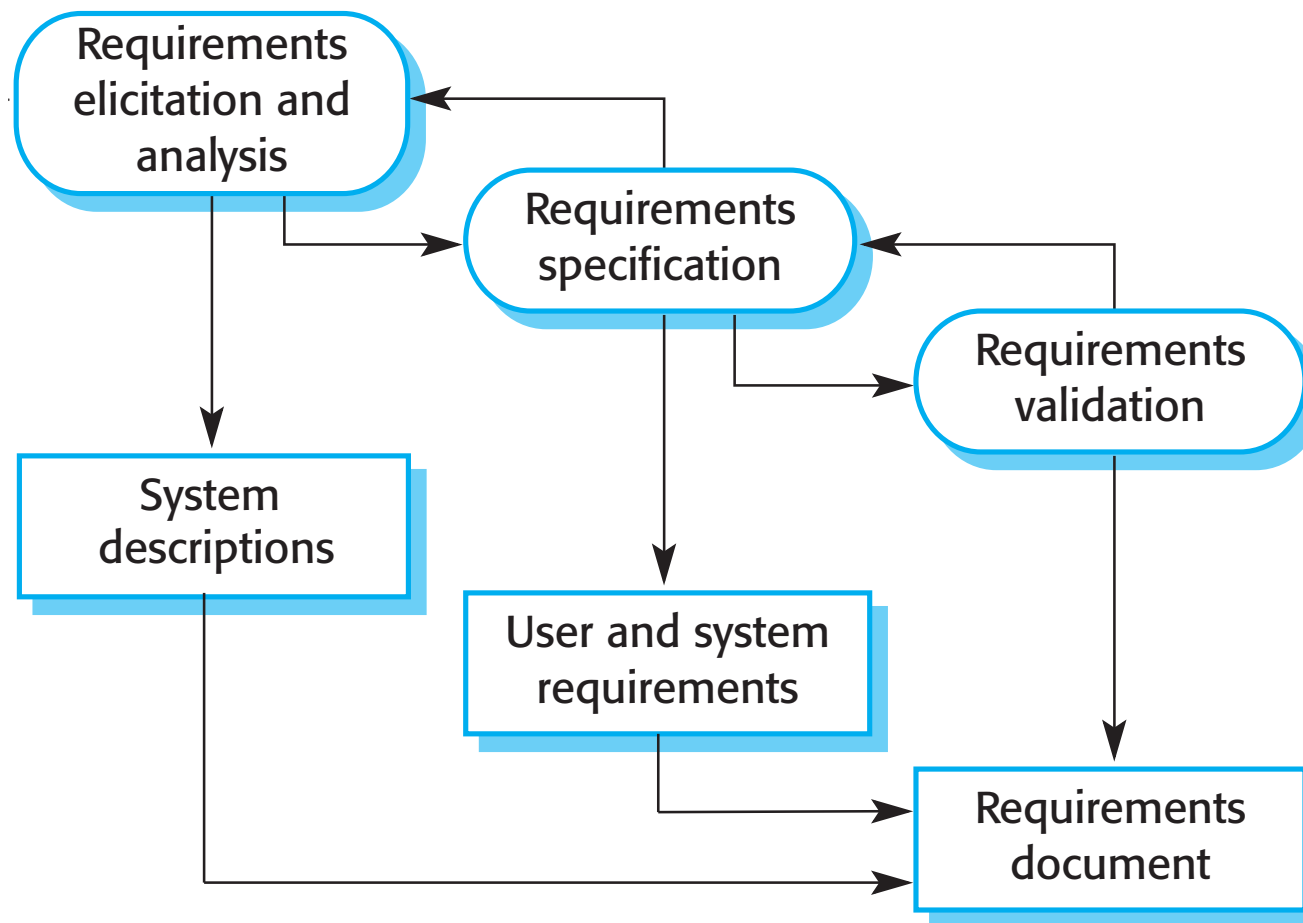 Requirements
elicitation and
analysis
Requirements
specification
Requirements
validation
System
descriptions
User and system
requirements
Requirements
document